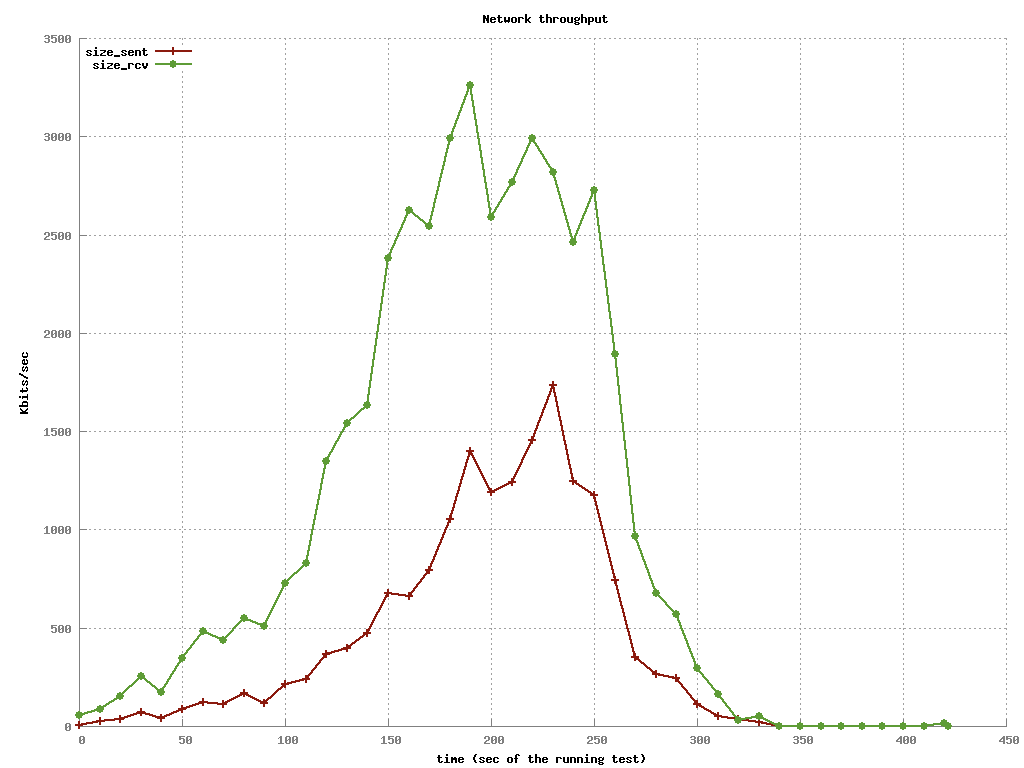 Network throughput
size_sent
size_rcv
3500
3000
2500
2000
1500
1000
500
0
Kbits/sec
0 50 100 150 200 250 300 350 400 450
time (sec of the running test)